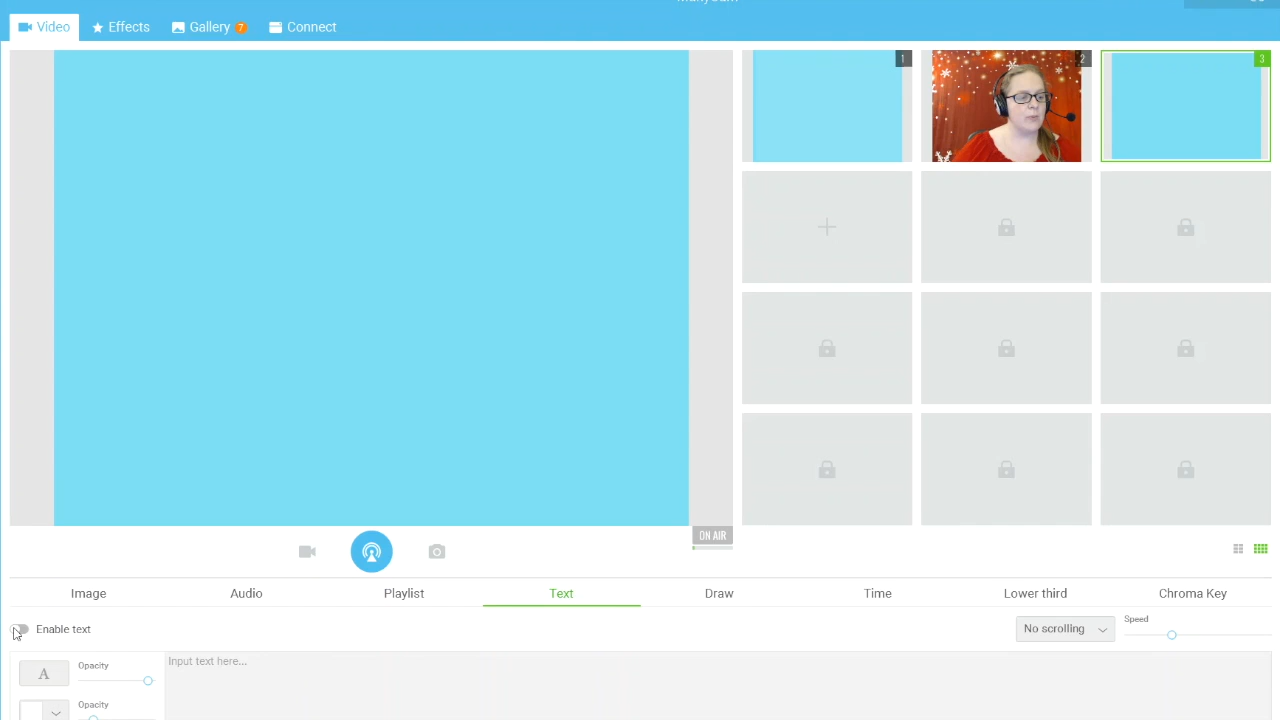 Video
Effects
Gallery 7
Connect
1
2
3
ON AIR
Image
Audio
Playlist
Text
Draw
Time
Lower third
Chroma Key
Enable text
No scrolling
Speed
A
Opacity
Input text here...
Opacity